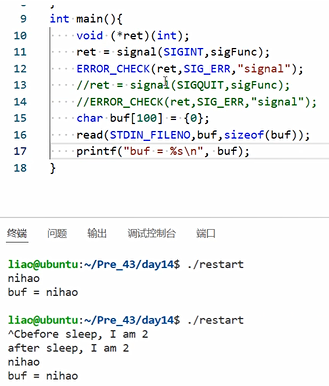 9 int main(){
10 ····void (*ret)(int);
11 ····ret = signal(SIGINT,sigFunc);
12 ····ERROR_CHECK(ret,SIG_ERR,"signal");
13 ····//ret = signal(SIGQUIT,sigFunc);
14 ····//ERROR_CHECK(ret,SIG_ERR,"signal");
15 ····char buf[100] = {0};
16 ····read(STDIN_FILENO,buf,sizeof(buf));
17 ····printf("buf = %s\n", buf);
18 }
终端 问题 输出 调试控制台 端口
liao@ubuntu:~/Pre_43/day14$ ./restart
nihao
buf = nihao
liao@ubuntu:~/Pre_43/day14$ ./restart
^Cbefore sleep, I am 2
after sleep, I am 2
nihao
buf = nihao